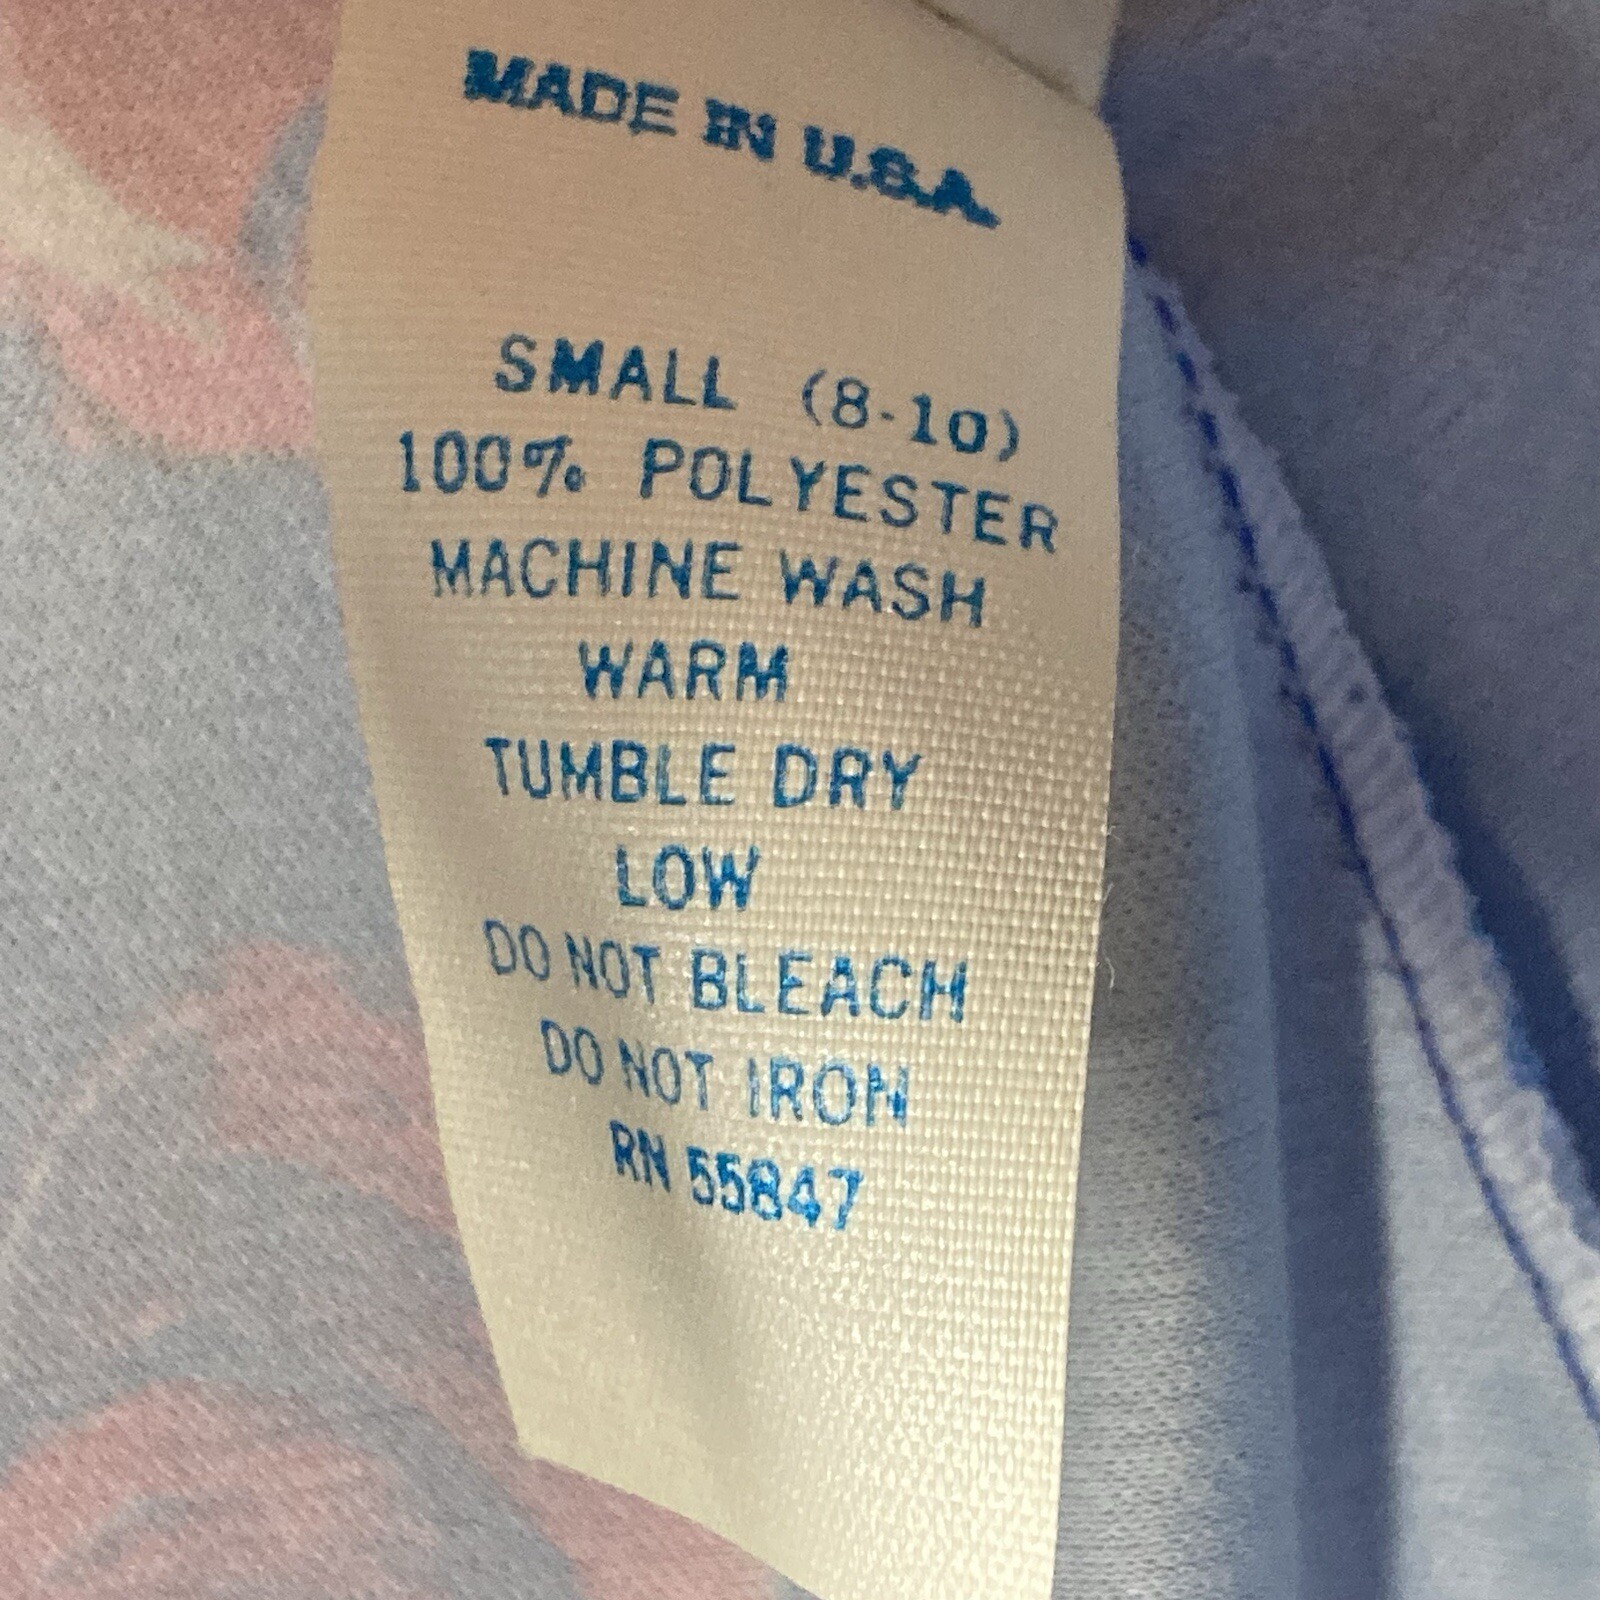 MADE IN U.S.A.
SMALL (8-10)
100% POLYESTER
MACHINE WASH
WARM
TUMBLE DRY
LOW
DO NOT BLEACH
DO NOT IRON
RN 55847